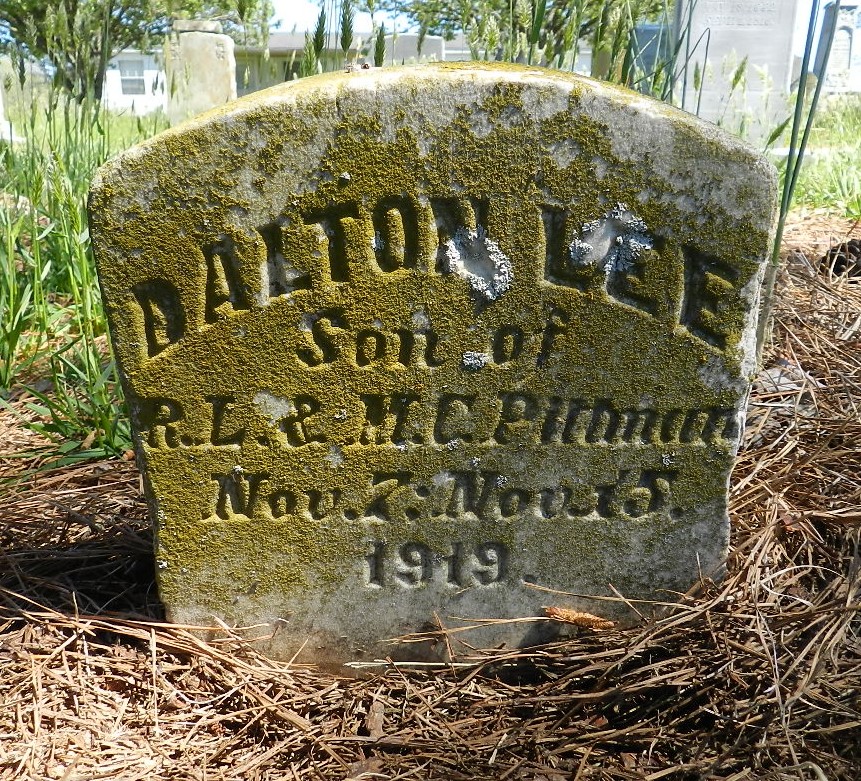 DALTON LEE
Son of
R.L. & M.C. Pittman
Nov. 7: Nov. 15.
1919